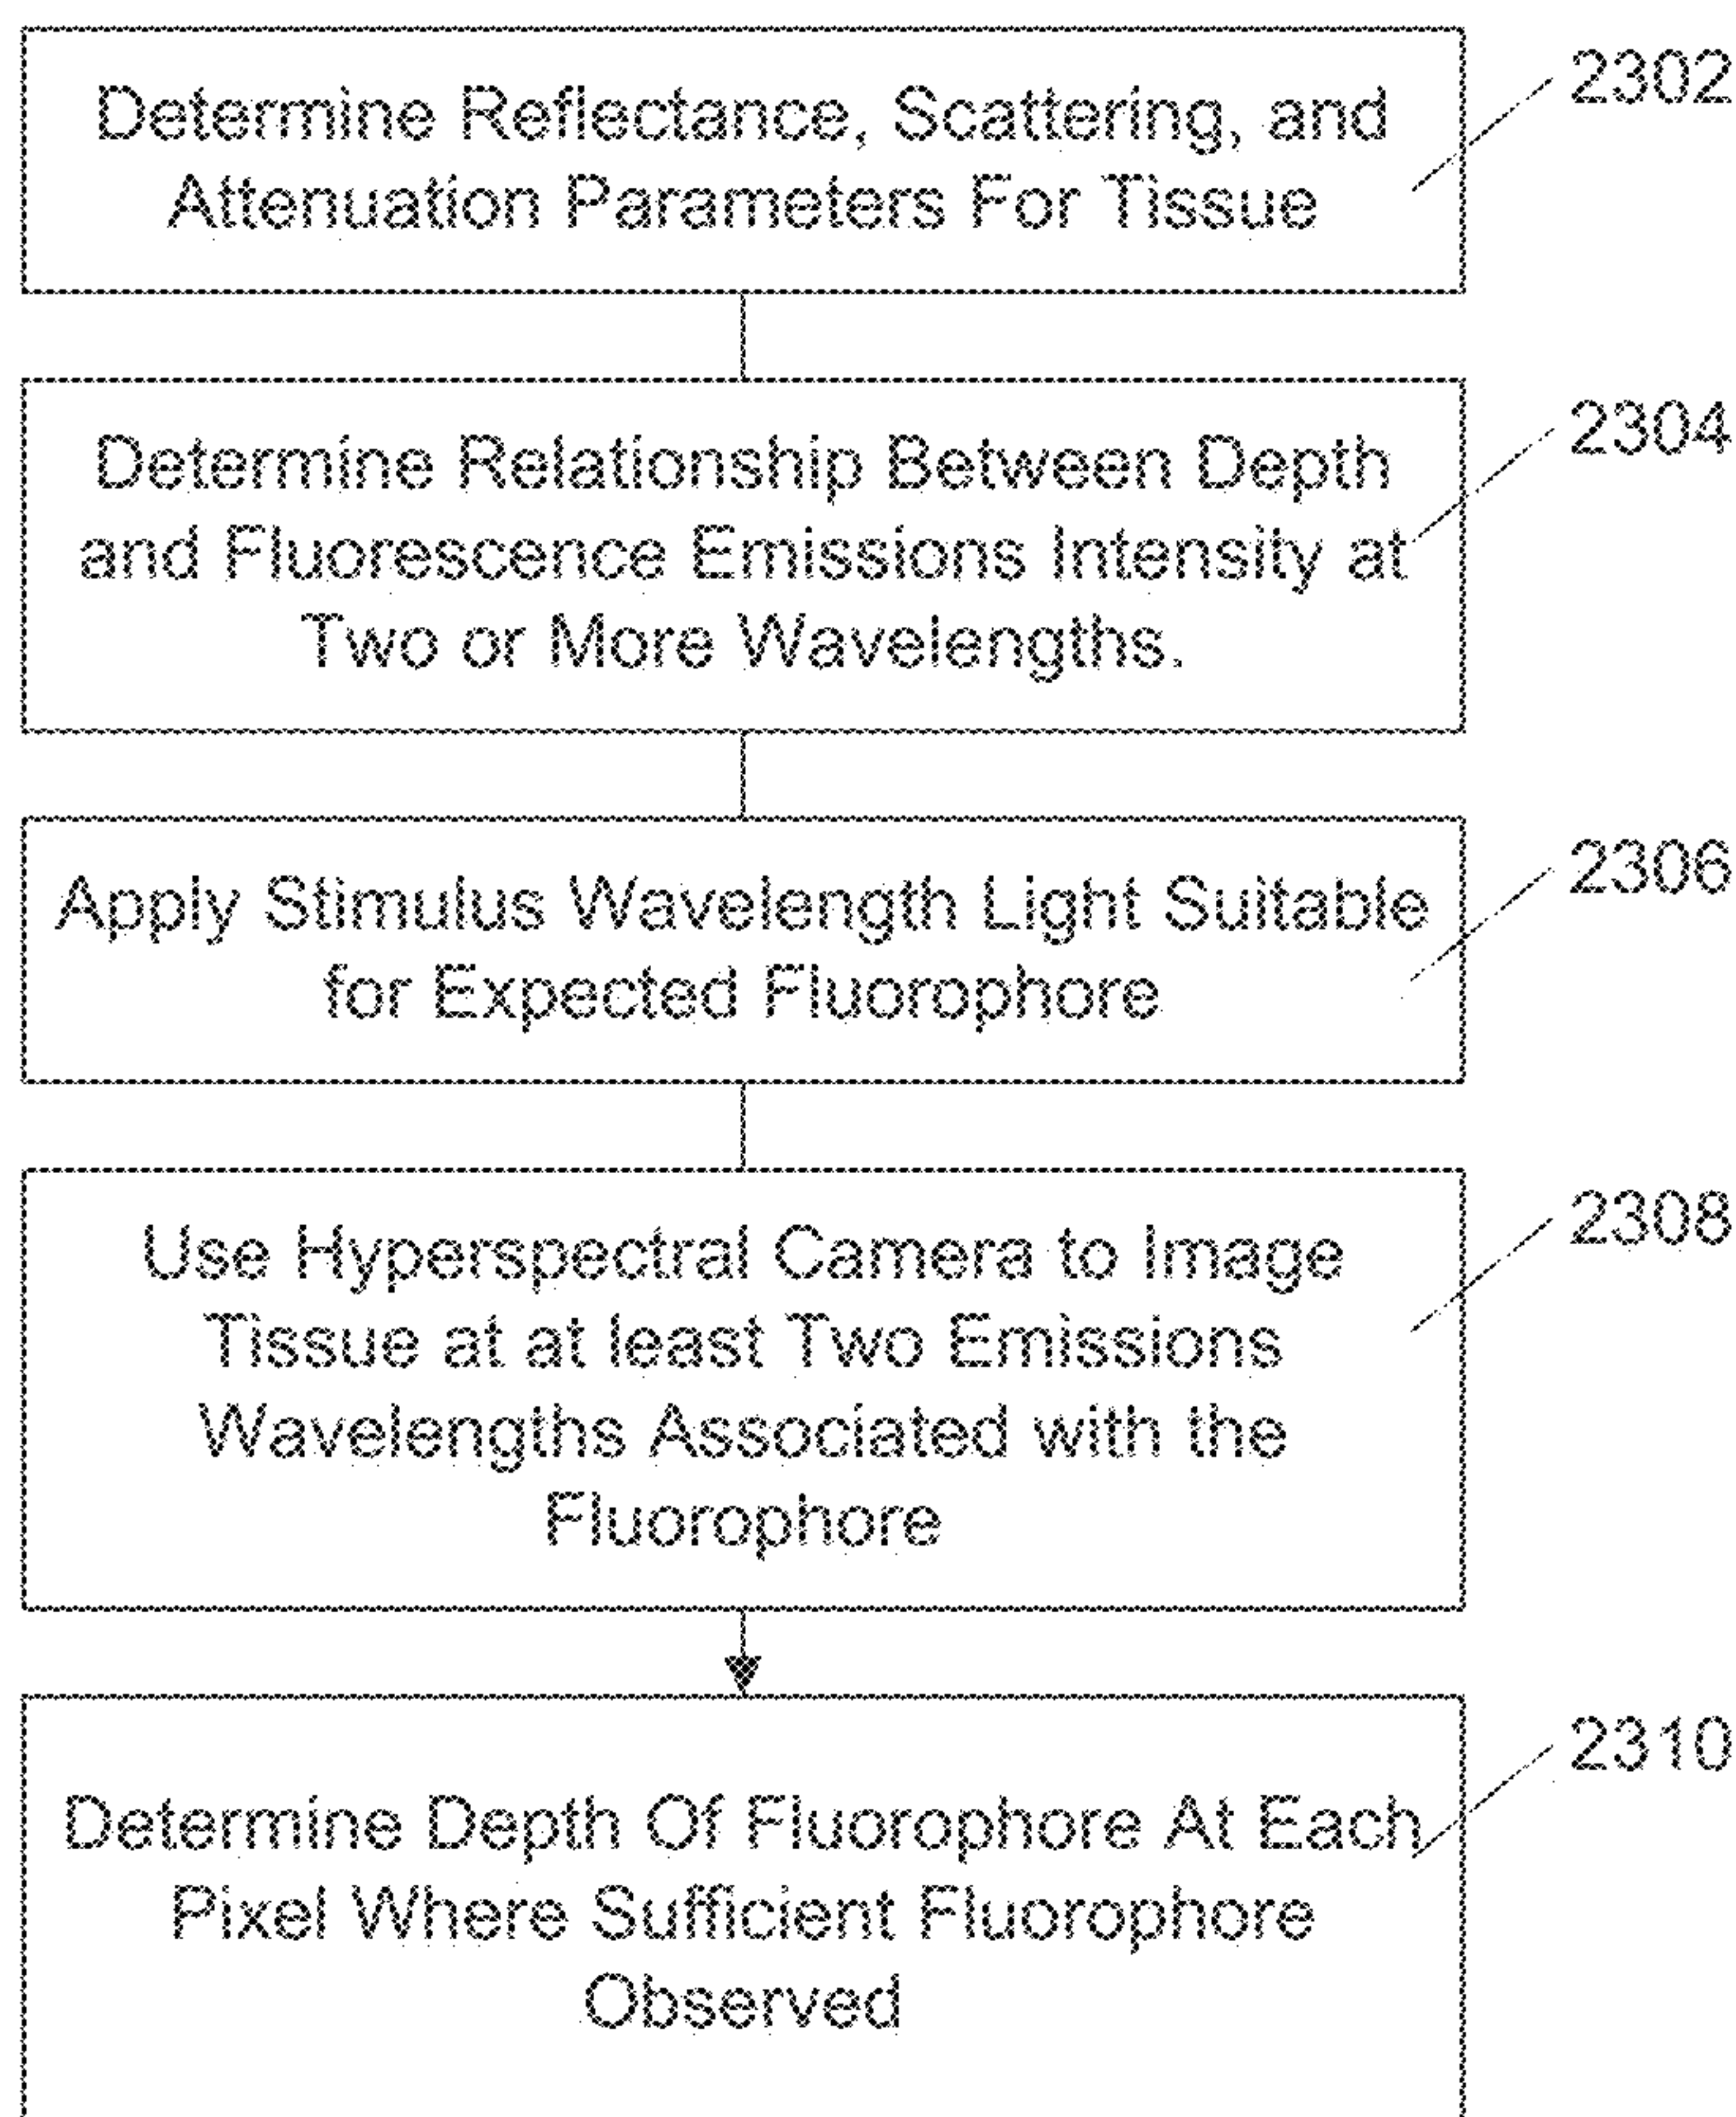 Determine Reflectance, Scattering, and
Attenuation Parameters For Tissue
2302
Determine Relationship Between Depth
and Fluorescence Emissions Intensity at
Two or More Wavelengths.
2304
Apply Stimulus Wavelength Light Suitable
for Expected Fluorophore
2306
Use Hyperspectral Camera to Image
Tissue at at least Two Emissions
Wavelengths Associated with the
Fluorophore
2308
Determine Depth Of Fluorophore At Each
Pixel Where Sufficient Fluorophore
Observed
2310